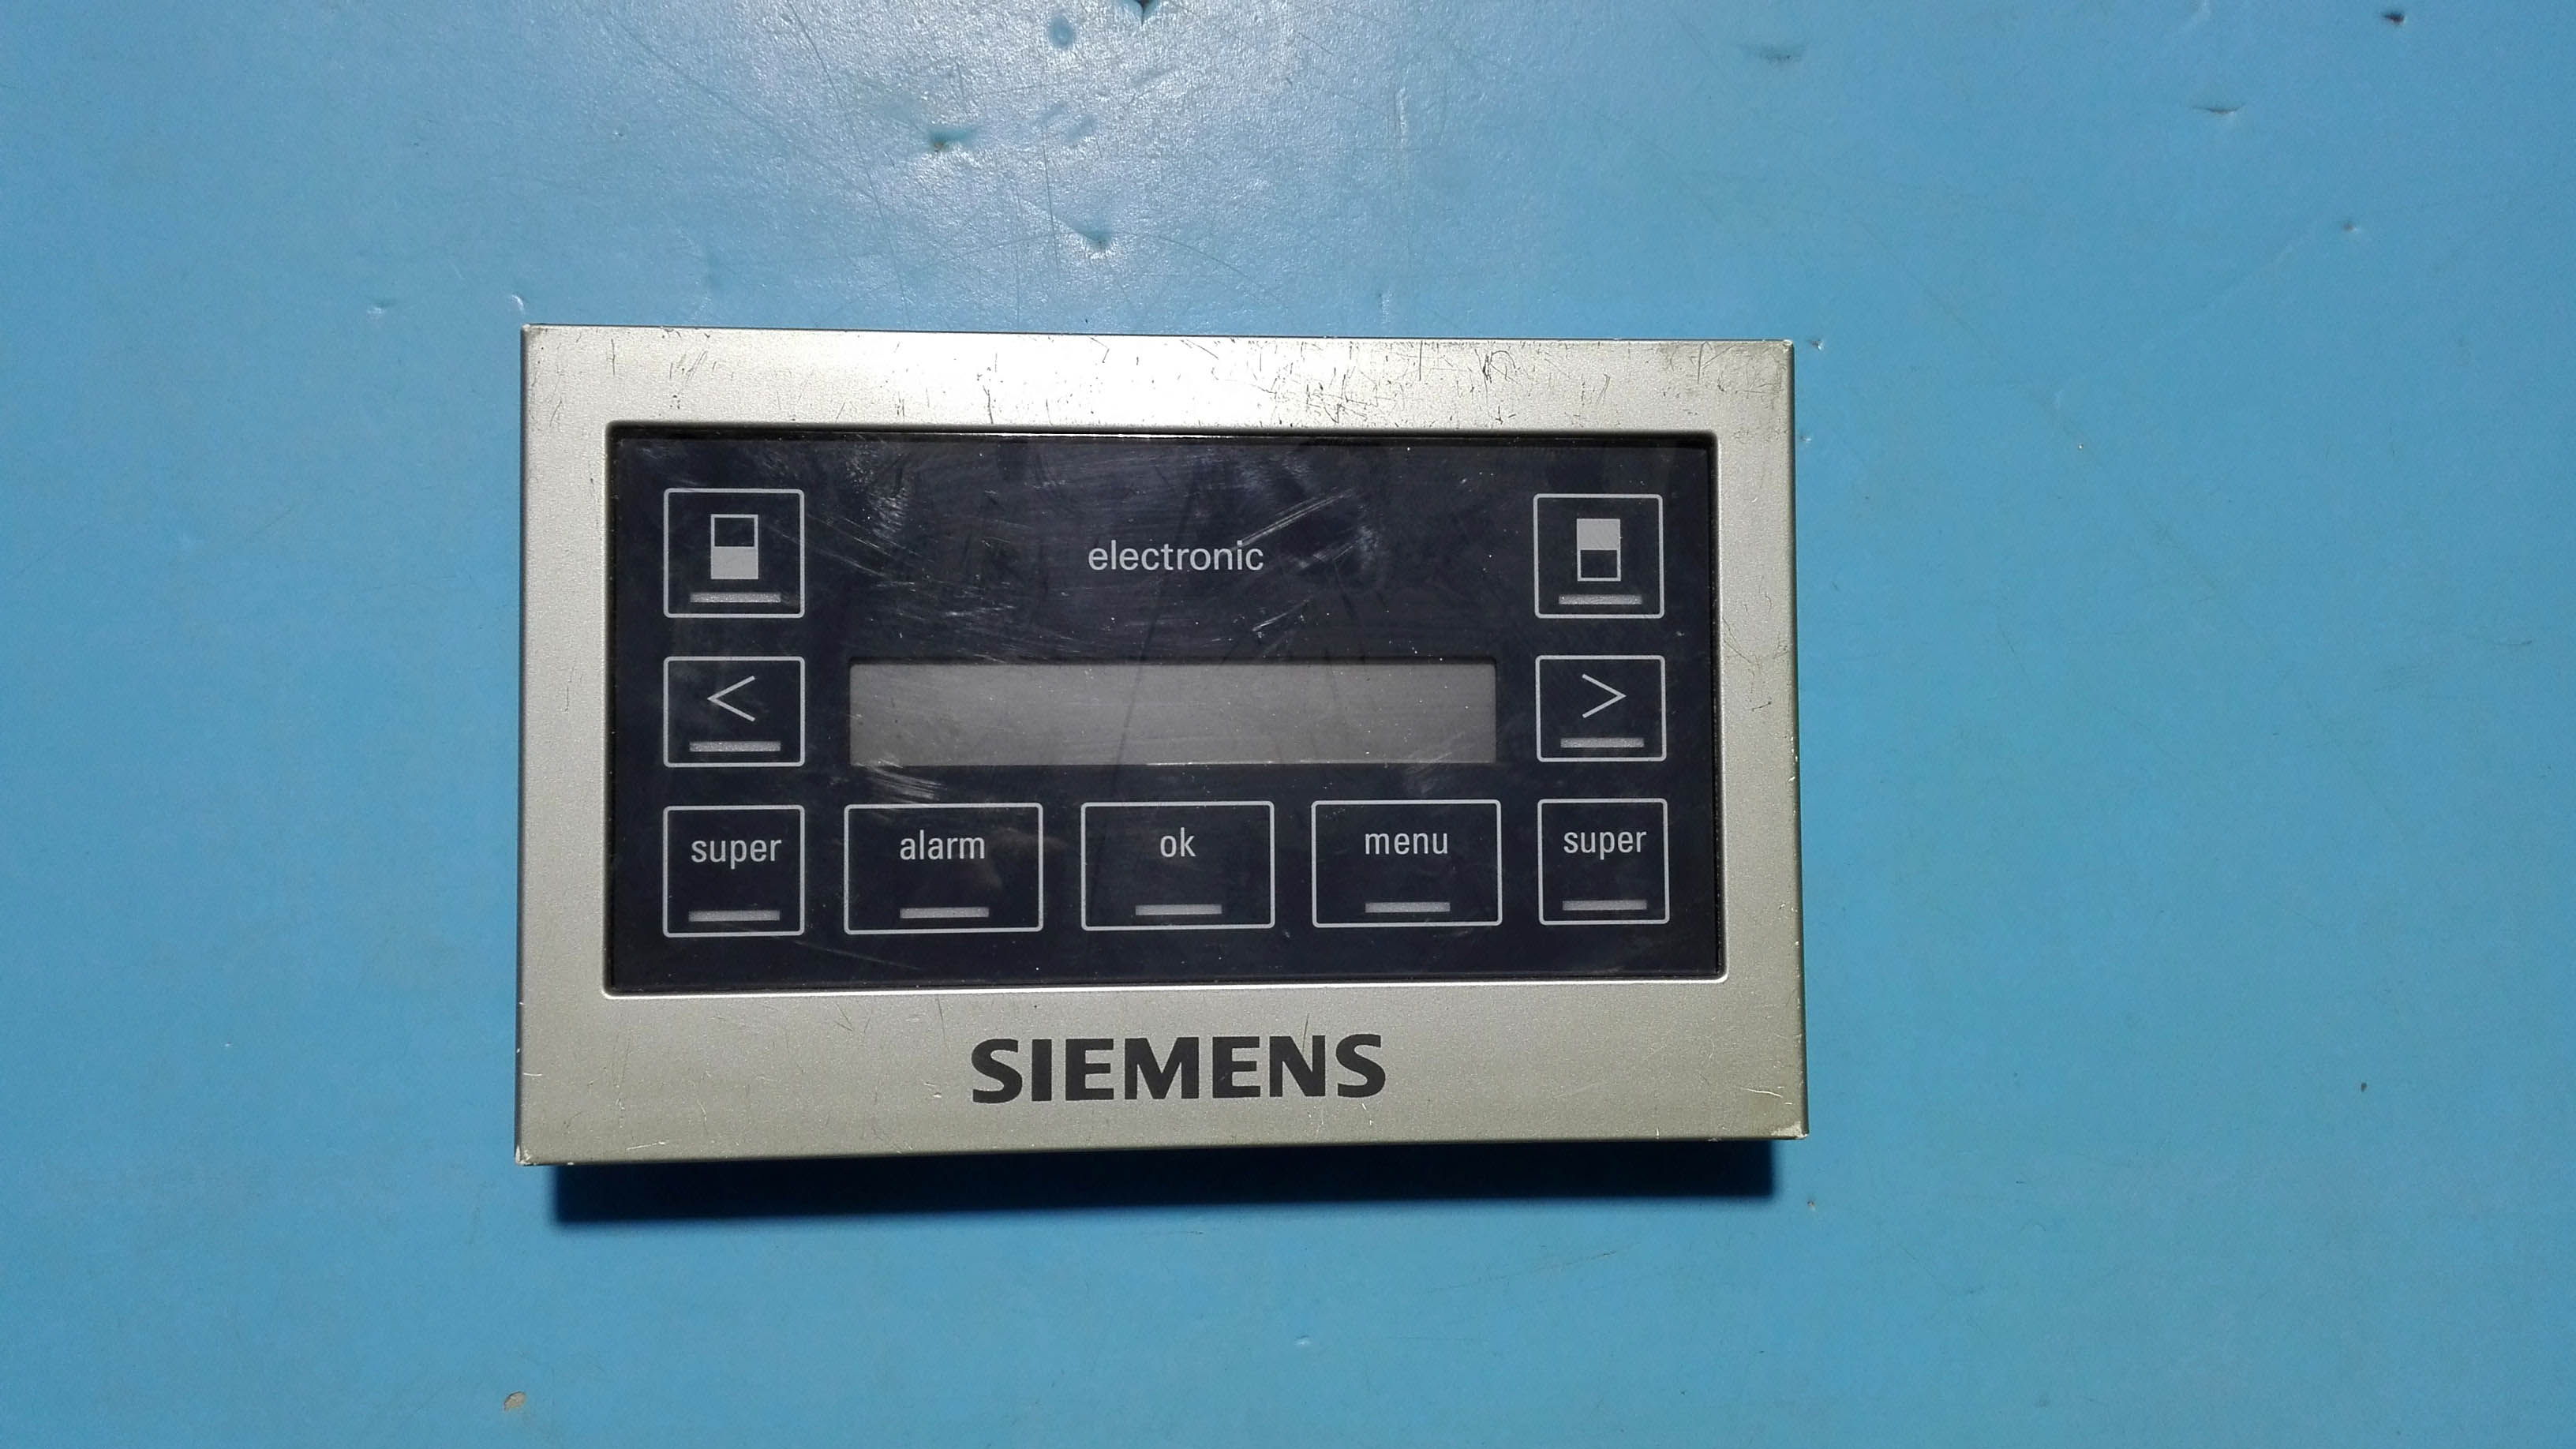 electronic
< >
super alarm ok menu super
SIEMENS